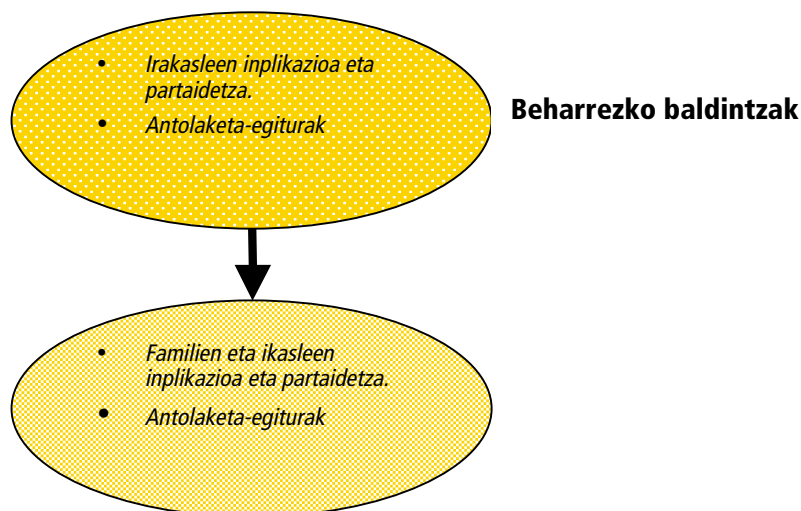 • Irakasleen inplikazioa eta
partaidetza.
• Antolaketa-egiturak
Beharrezko baldintzak
• Familien eta ikasleen
inplikazioa eta partaidetza.
• Antolaketa-egiturak